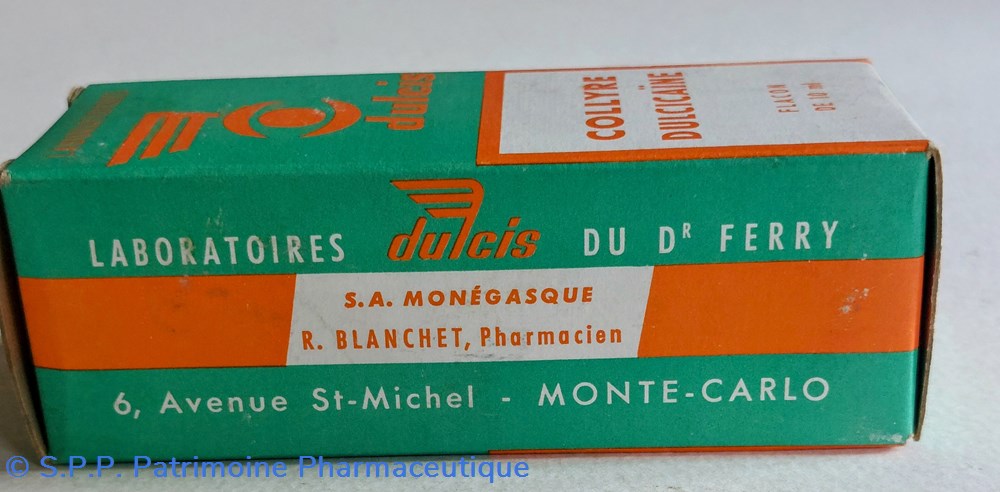 dulcis
COLLYRE
DULCICAÏNE
FLACON
DE 10 ml
LABORATOIRES dulcis DU DR FERRY
S.A. MONÉGASQUE
R. BLANCHET, Pharmacien
6, Avenue St-Michel - MONTE-CARLO
© S.P.P. Patrimoine Pharmaceutique